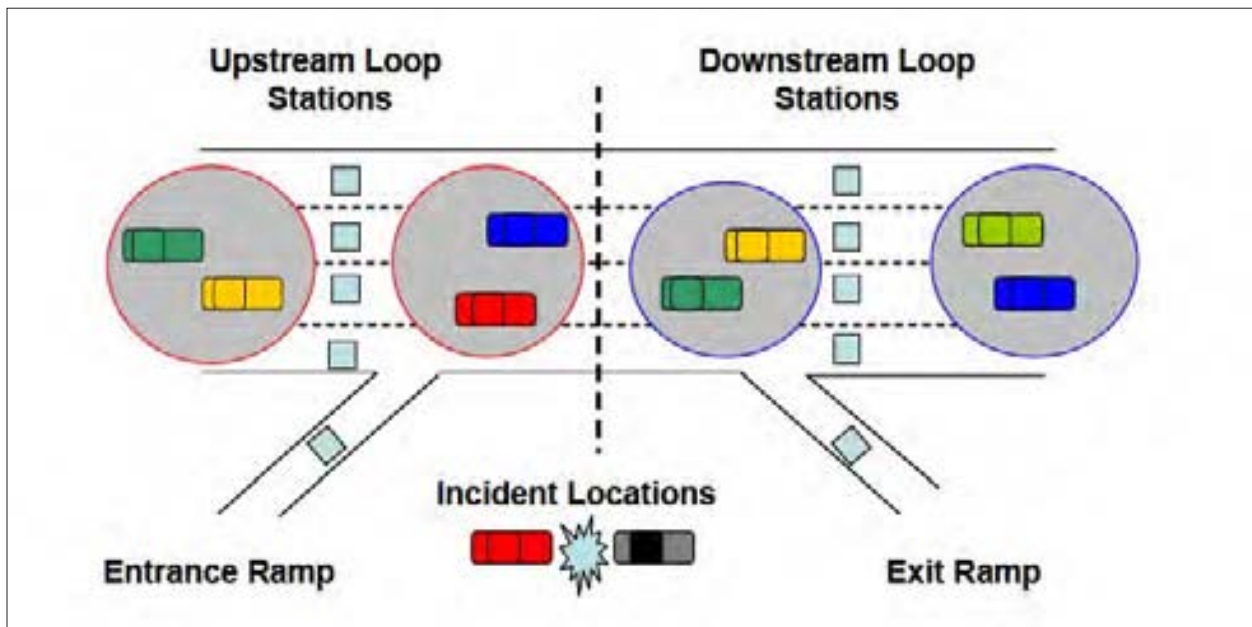 Upstream Loop
Stations
Downstream Loop
Stations
Incident Locations
Entrance Ramp
Exit Ramp